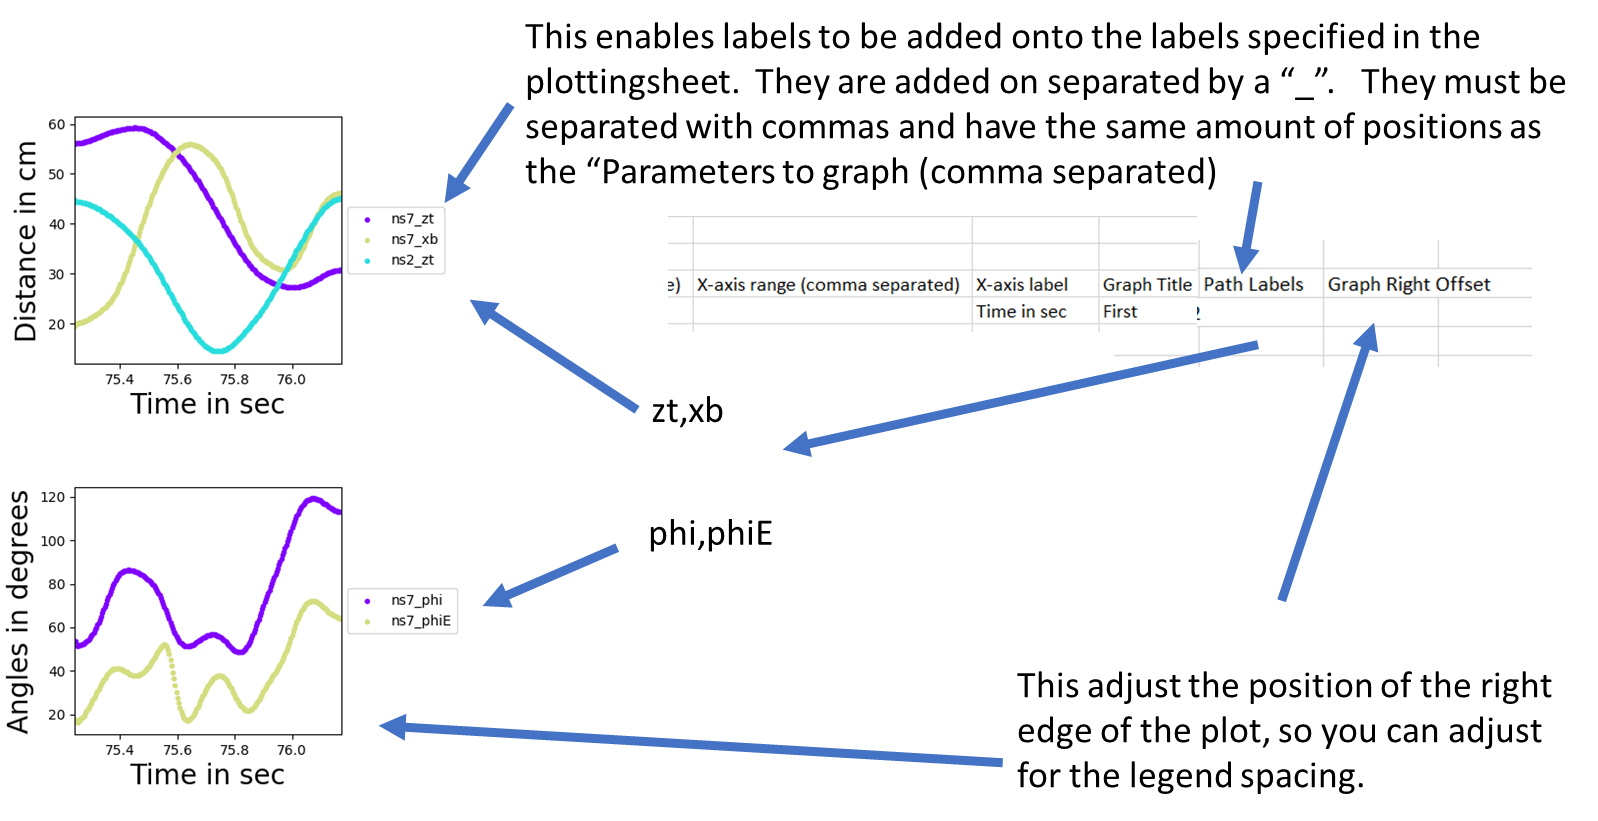 This enables labels to be added onto the labels specified in the
plottingsheet.  They are added on separated by a “_”.   They must be
separated with commas and have the same amount of positions as
the “Parameters to graph (comma separated)
Distance in cm
60
50
40
30
20
75.4 75.6 75.8 76.0
Time in sec
ns7_zt
ns7_xb
ns2_zt
e) X-axis range (comma separated) X-axis label Graph Title Path Labels Graph Right Offset
Time in sec First
zt,xb
phi,phiE
Angles in degrees
120
100
80
60
40
20
75.4 75.6 75.8 76.0
Time in sec
ns7_phi
ns7_phiE
This adjust the position of the right
edge of the plot, so you can adjust
for the legend spacing.